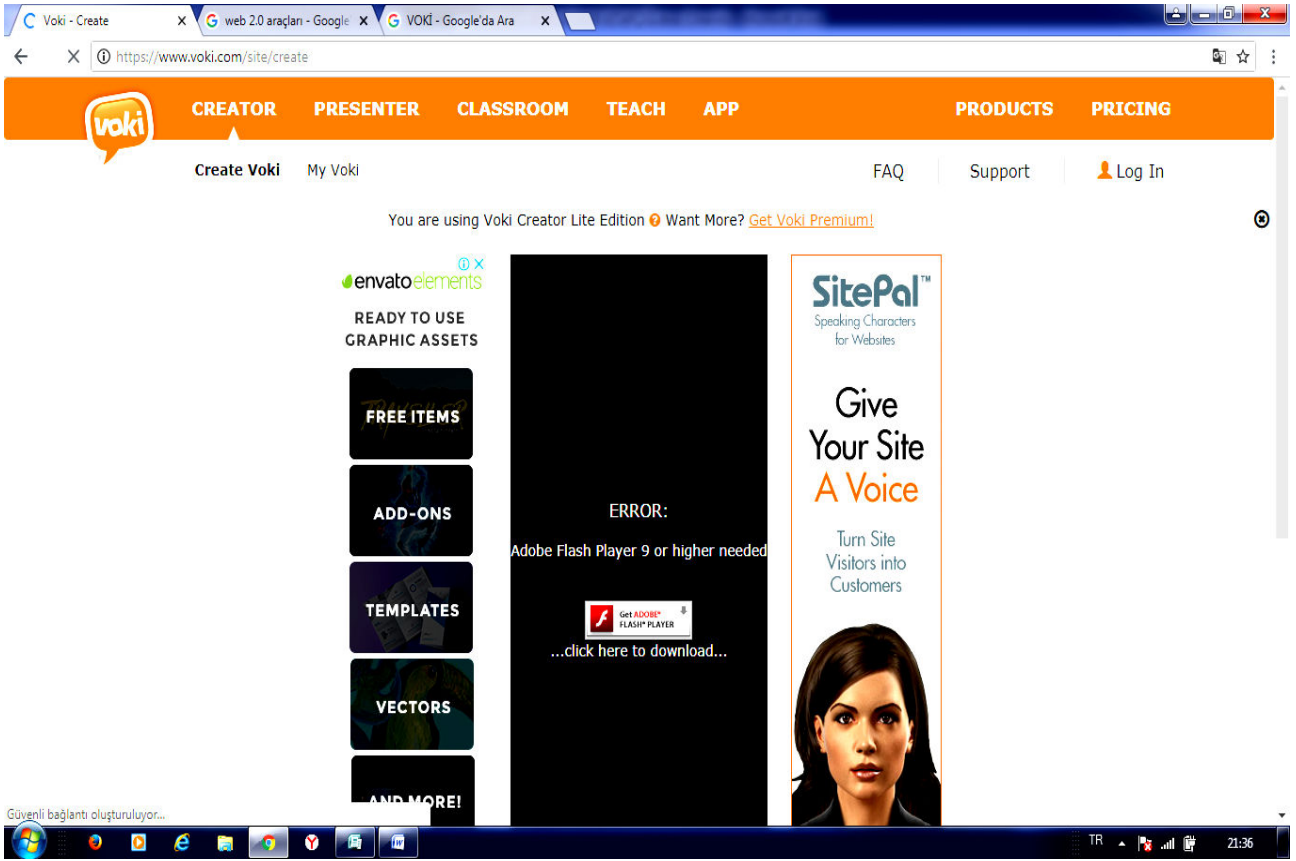 Voki - Create
web 2.0 araçları - Google
VOKİ - Google'da Ara
https://www.voki.com/site/create
voki
CREATOR PRESENTER CLASSROOM TEACH APP PRODUCTS PRICING
Create Voki My Voki FAQ Support Log In
You are using Voki Creator Lite Edition Want More? Get Voki Premium!
envato elements
READY TO USE
GRAPHIC ASSETS
FREE ITEMS
ADD-ONS
TEMPLATES
VECTORS
AND MORE!
ERROR:
Adobe Flash Player 9 or higher needed
Get ADOBE®
FLASH® PLAYER
...click here to download...
SitePal™
Speaking Characters
for Websites
Give
Your Site
A Voice
Turn Site
Visitors into
Customers
Güvenli bağlantı oluşturuluyor...
TR 21:36